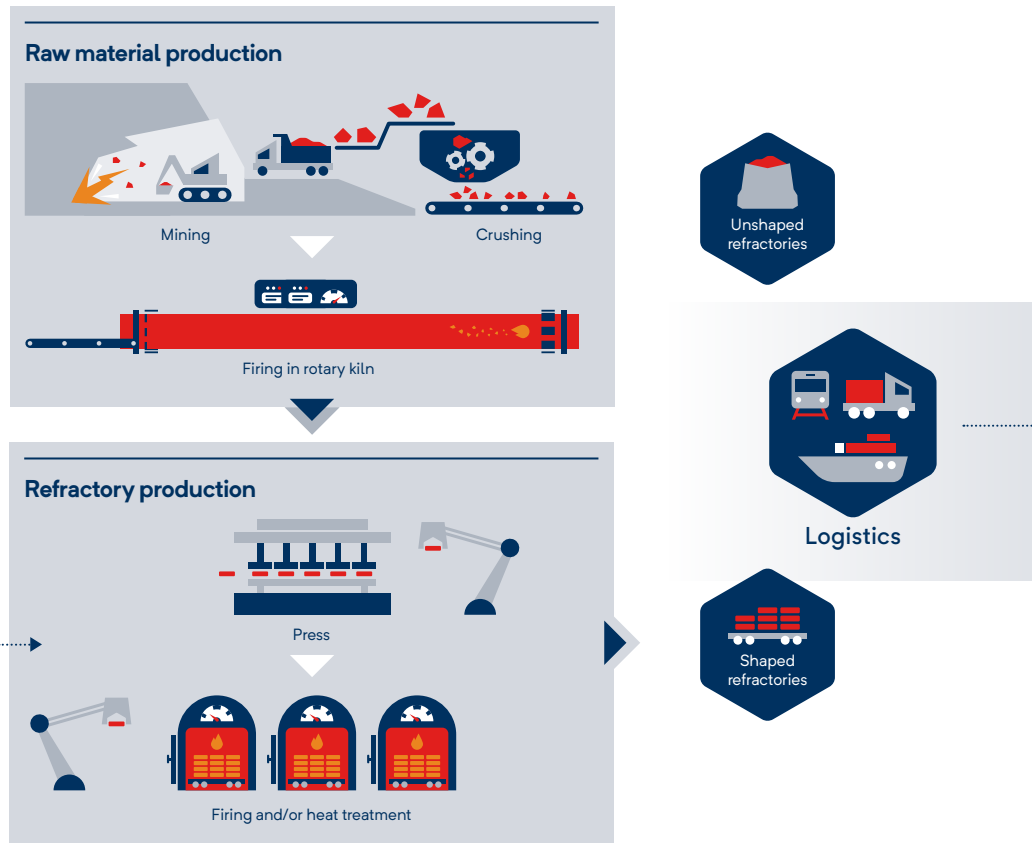 Raw material production
Mining
Crushing
Firing in rotary kiln
Refractory production
Press
Firing and/or heat treatment
Unshaped
refractories
Logistics
Shaped
refractories